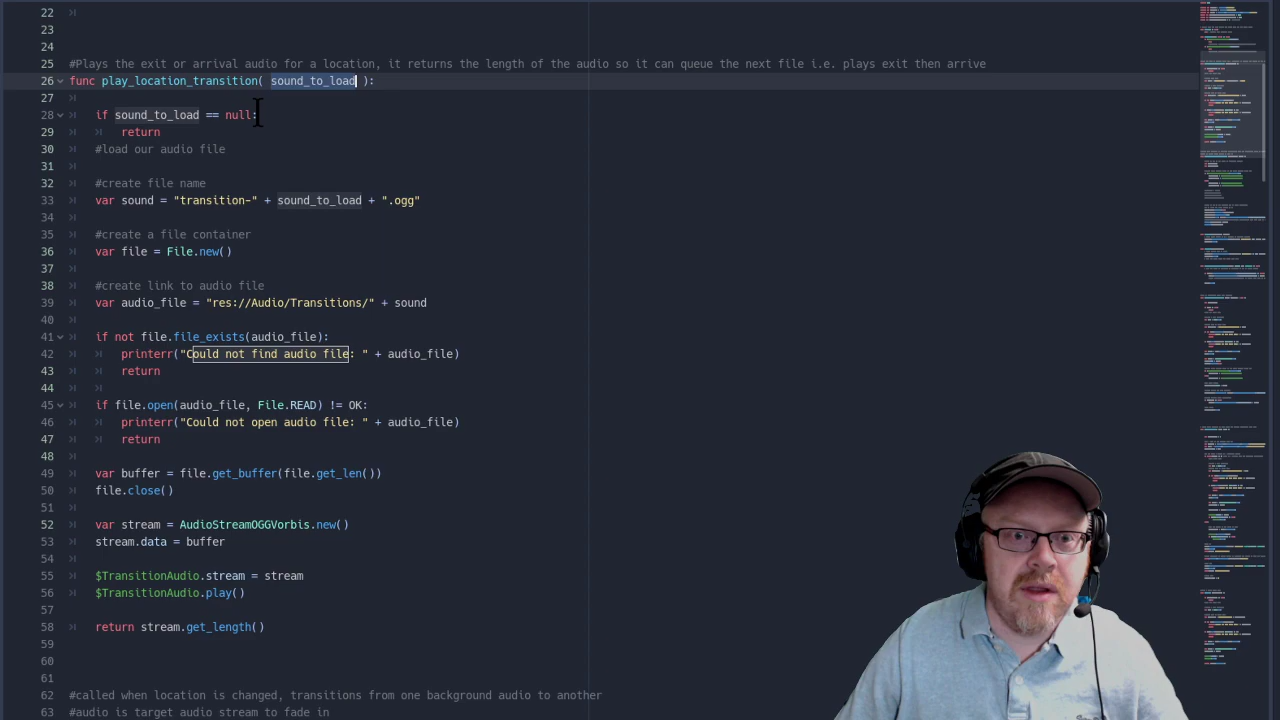 22
23
24
25 #Plays the exit or arrival audio for a location, it returns the length of the audio so it can queue the next one i.e. plays exit then arrive
26 func play_location_transition( sound_to_load ):
27
28 if sound_to_load == null:
29 return
30 #load our audio file
31
32 #create file name
33 var sound = "transition-" + sound_to_load + ".ogg"
34
35 #create a file container
36 var file = File.new()
37
38 #load file
39 var audio_file = "res://Audio/Transitions/" + sound
40
41 if not file.file_exists(audio_file):
42 printerr("Could not find audio file: " + audio_file)
43 return
44
45 if file.open(audio_file, File.READ) != 0:
46 printerr("Could not open audio file: " + audio_file)
47 return
48
49 var buffer = file.get_buffer(file.get_len())
50 file.close()
51
52 var stream = AudioStreamOGGVorbis.new()
53 stream.data = buffer
54
55 $TransitionAudio.stream = stream
56 $TransitionAudio.play()
57
58 return stream.get_length()
59
60
61
62 #called when location is changed, transitions from one background audio to another
63 #audio is target audio stream to fade in